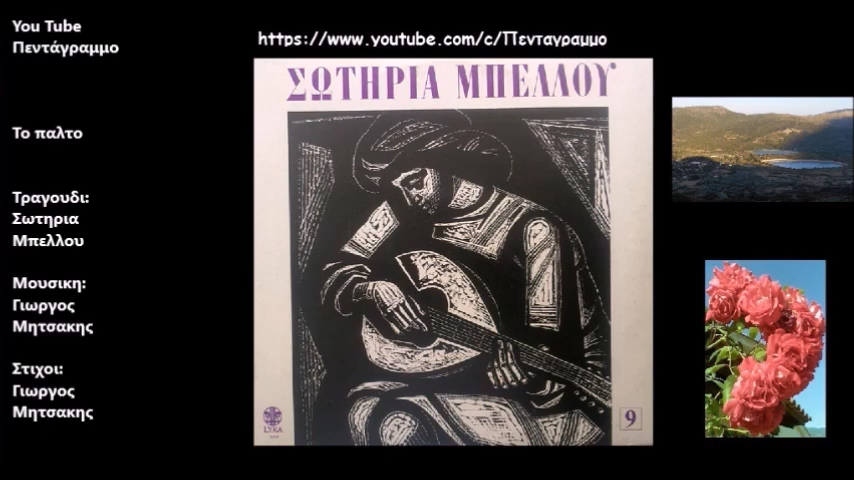 You Tube
Πεντάγραμμο
https://www.youtube.com/c/Πενταγραμμο
ΣΩΤΗΡΙΑ ΜΠΕΛΛΟΥ
Το παλτο
Τραγουδι:
Σωτηρια
Μπελλου
Μουσικη:
Γιωργος
Μητσακης
Στιχοι:
Γιωργος
Μητσακης
LYRA
9